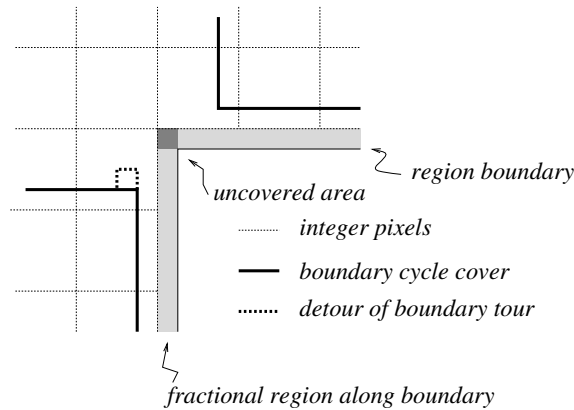 region boundary
uncovered area
integer pixels
boundary cycle cover
detour of boundary tour
fractional region along boundary